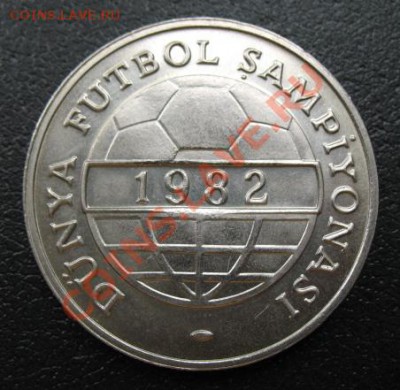 COINS.LAVE.RU
DÜNYA FUTBOL ŞAMPİYONASI
1982
COINS.LAVE.RU